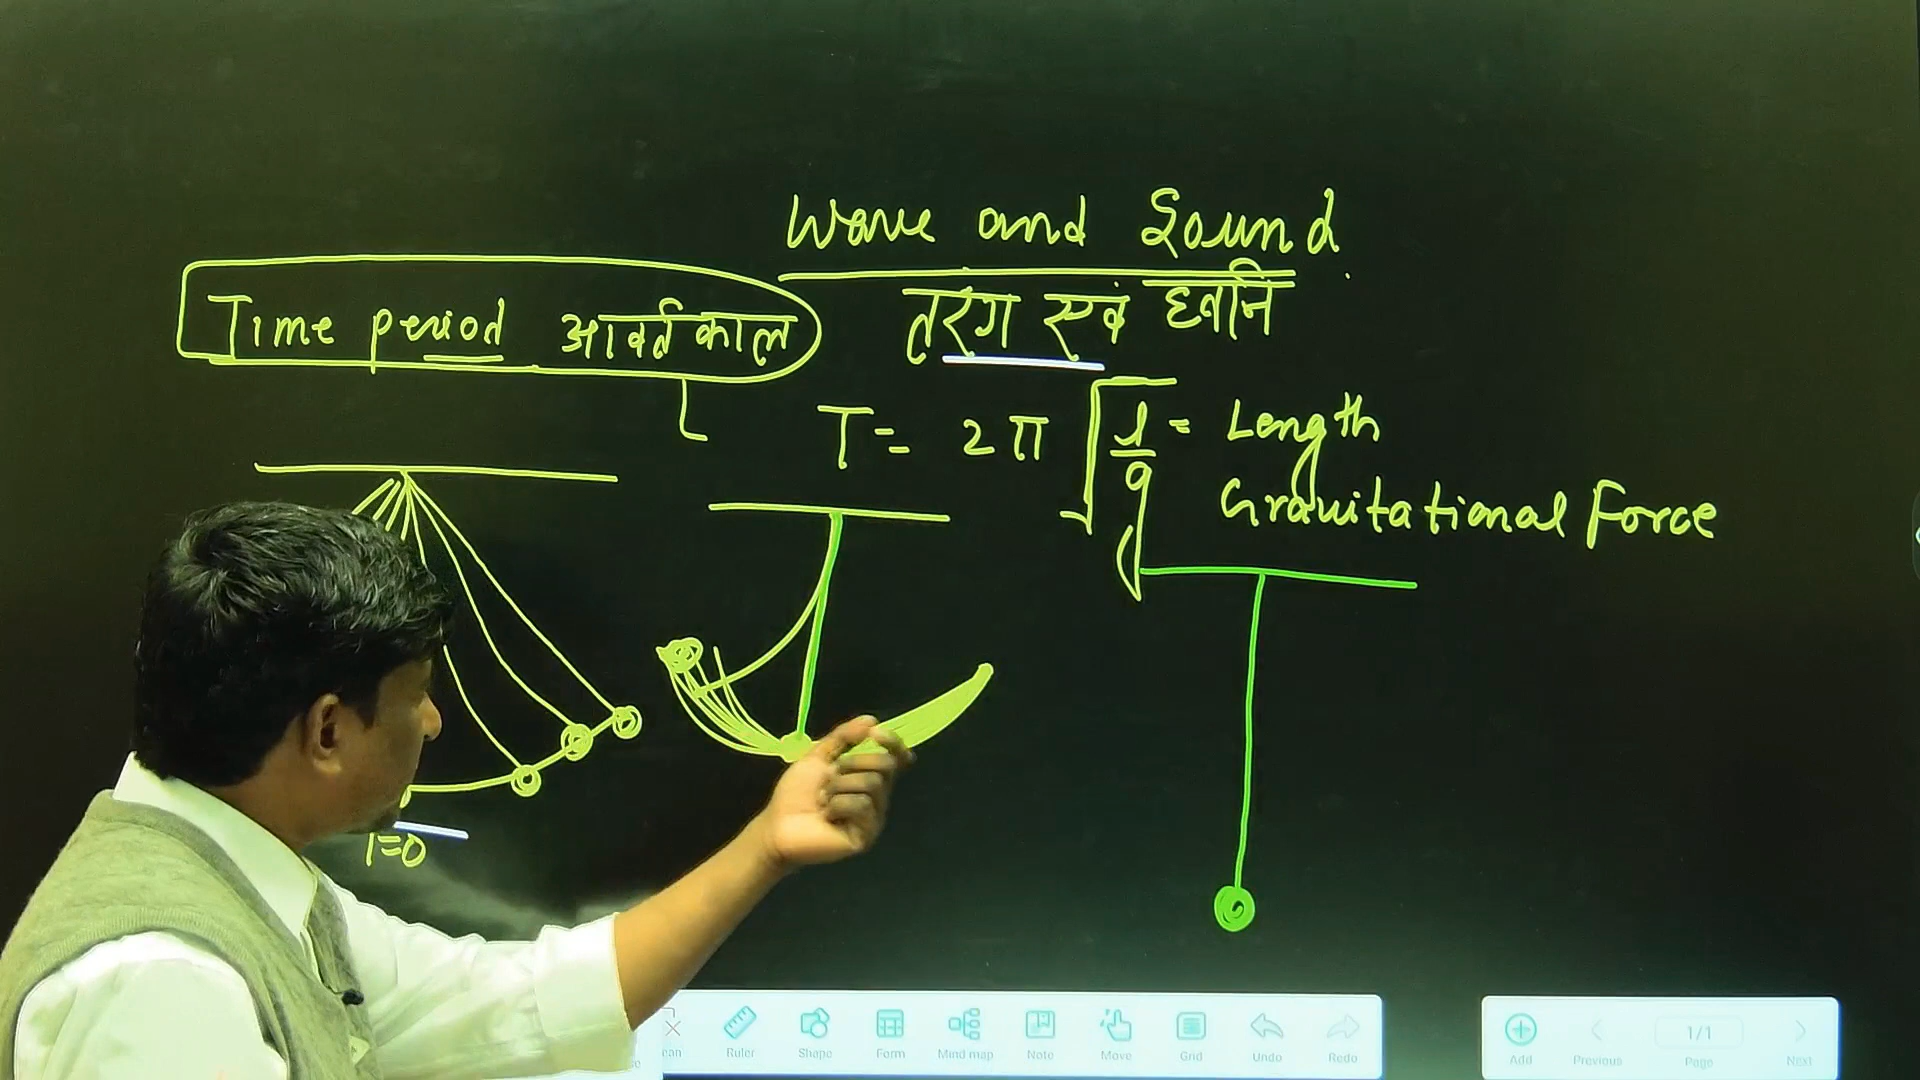 Wave and Sound
तरंग एवं ध्वनि
Time period आवर्त काल
T = 2π √l/g = Length
Gravitational Force
T=0
Ruler
Shape
Form
Mind map
Note
Move
Grid
Undo
Redo
Add
Previous
1/1
Page
Next